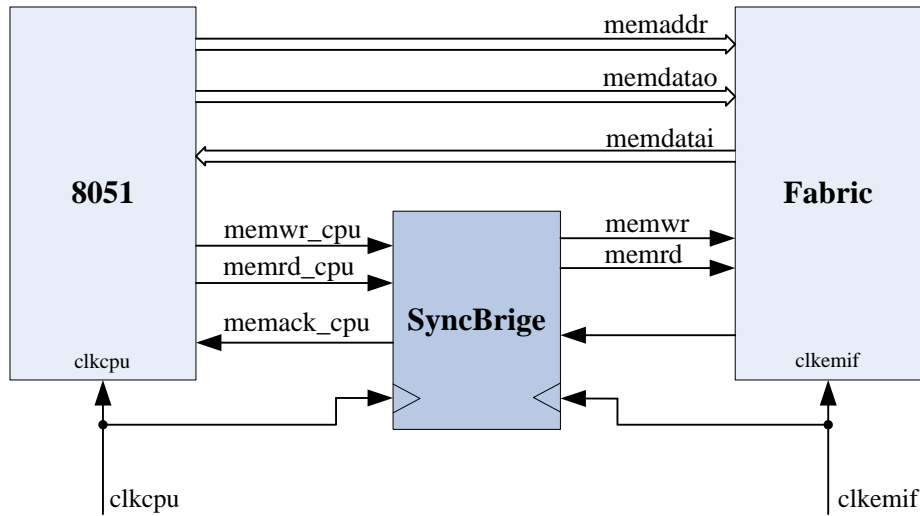 memaddr
memdatao
memdatai
8051
Fabric
memwr_cpu
memwr
memrd_cpu
memrd
memack_cpu
SyncBrige
clkcpu
clkemif
clkcpu
clkemif